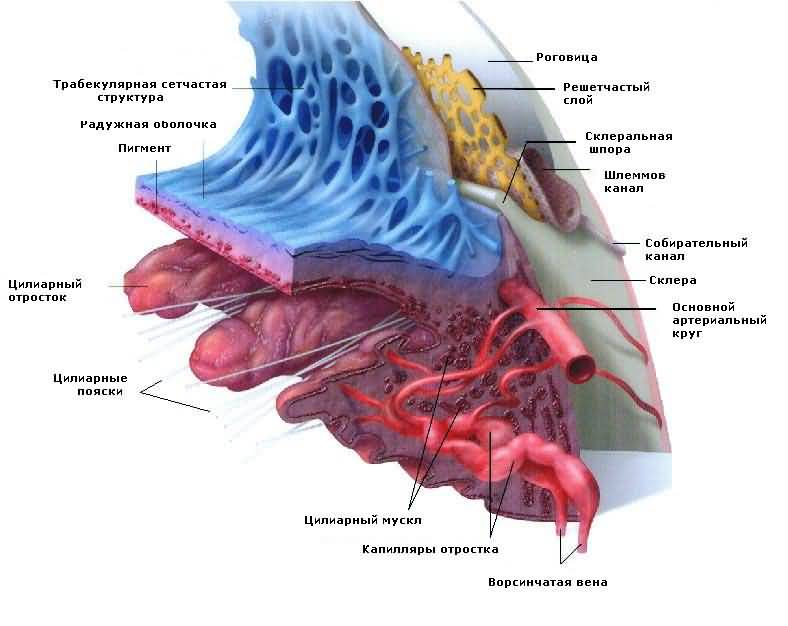 Роговица
Трабекулярная сетчастая
структура
Решетчастый
слой
Радужная оболочка
Склеральная
шпора
Пигмент
Шлеммов
канал
Собирательный
канал
Цилиарный
отросток
Склера
Основной
артериальный
круг
Цилиарные
пояски
Цилиарный мускл
Капилляры отростка
Ворсинчатая вена